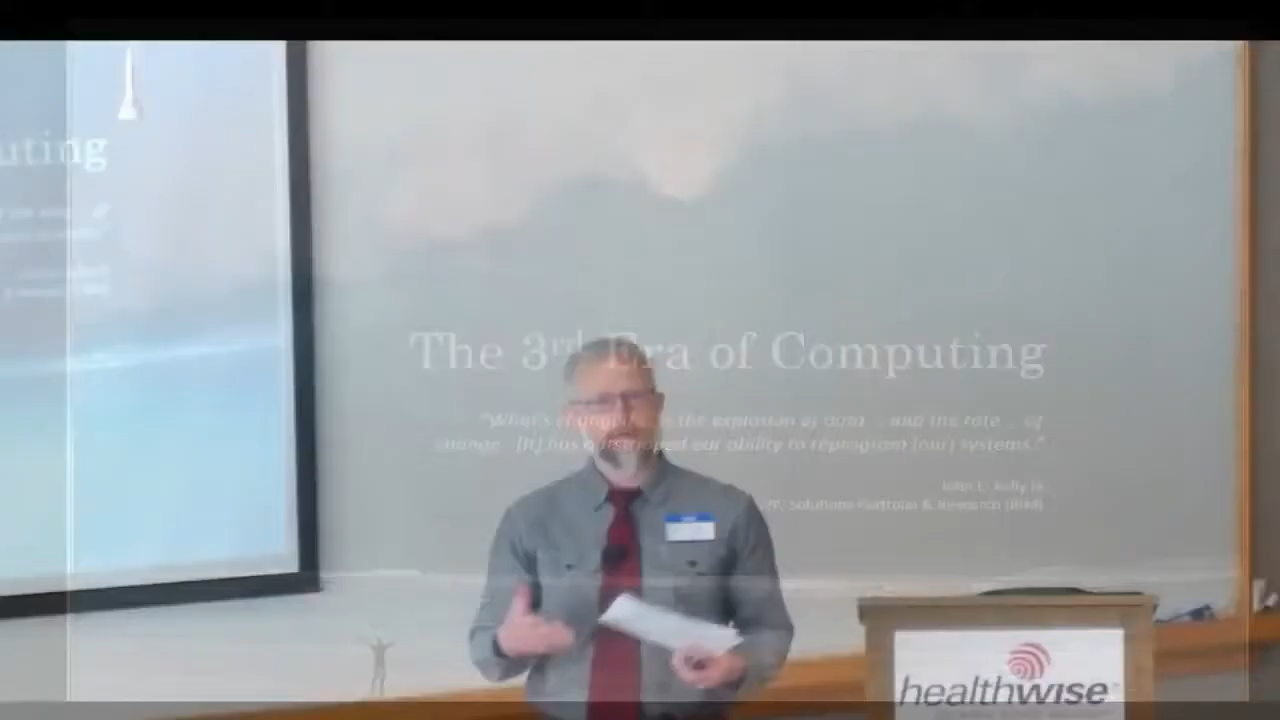 uting
The 3rd Era of Computing
"What's changing is the explosion of data ... and the rate ... of
change. [It] has outstripped our ability to reprogram [our] systems."
John E. Kelly III
Solutions Portfolio & Research (IBM)
healthwise